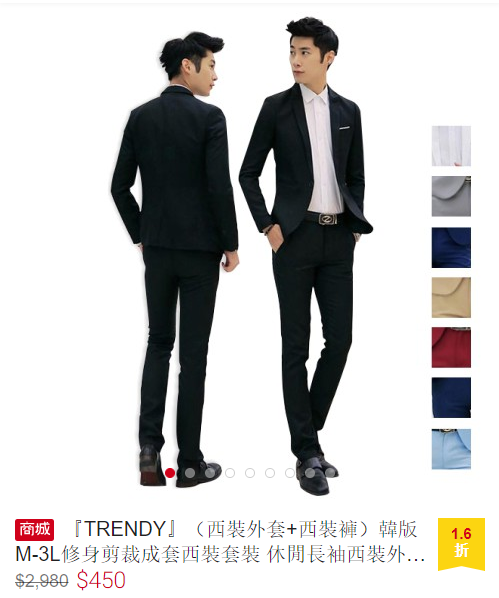 商城 『TRENDY』（西裝外套+西裝褲）韓版
M-3L修身剪裁成套西裝套裝 休閒長袖西裝外…
$2,980 $450
1.6
折